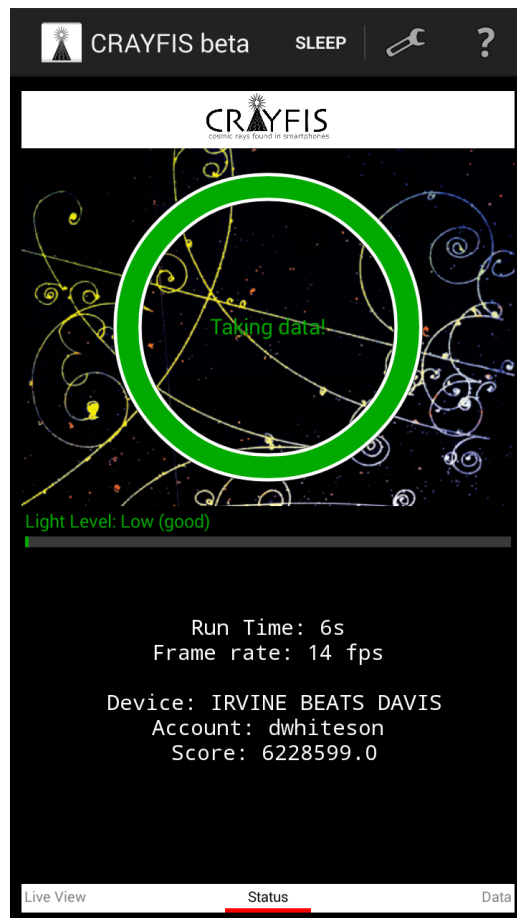 CRAYFIS beta SLEEP ?
CRAYFIS
cosmic rays found in smartphones
Taking data!
Light Level: Low (good)
Run Time: 6s
Frame rate: 14 fps
Device: IRVINE BEATS DAVIS
Account: dwhiteson
Score: 6228599.0
Live View Status Data